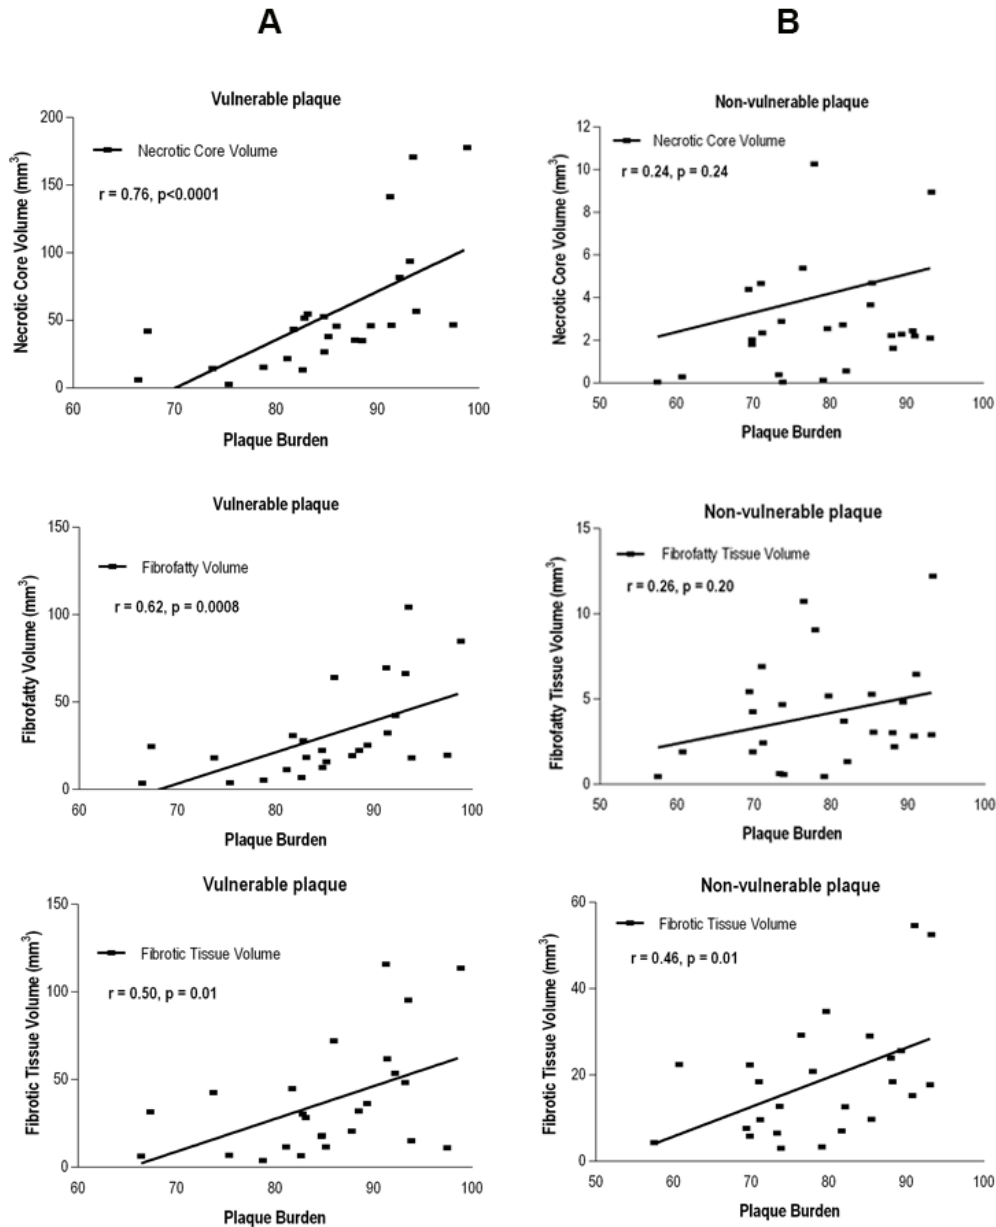 A
B
Vulnerable plaque
200
150
100
50
0
Necrotic Core Volume (mm³)
Necrotic Core Volume
r = 0.76, p<0.0001
60 70 80 90 100
Plaque Burden
Non-vulnerable plaque
12
10
8
6
4
2
0
Necrotic Core Volume (mm³)
Necrotic Core Volume
r = 0.24, p = 0.24
50 60 70 80 90 100
Plaque Burden
Vulnerable plaque
150
100
50
0
Fibrofatty Volume (mm³)
Fibrofatty Volume
r = 0.62, p = 0.0008
60 70 80 90 100
Plaque Burden
Non-vulnerable plaque
15
10
5
0
Fibrofatty Tissue Volume (mm³)
Fibrofatty Tissue Volume
r = 0.26, p = 0.20
50 60 70 80 90 100
Plaque Burden
Vulnerable plaque
150
100
50
0
Fibrotic Tissue Volume (mm³)
Fibrotic Tissue Volume
r = 0.50, p = 0.01
60 70 80 90 100
Plaque Burden
Non-vulnerable plaque
60
40
20
0
Fibrotic Tissue Volume (mm³)
Fibrotic Tissue Volume
r = 0.46, p = 0.01
50 60 70 80 90 100
Plaque Burden